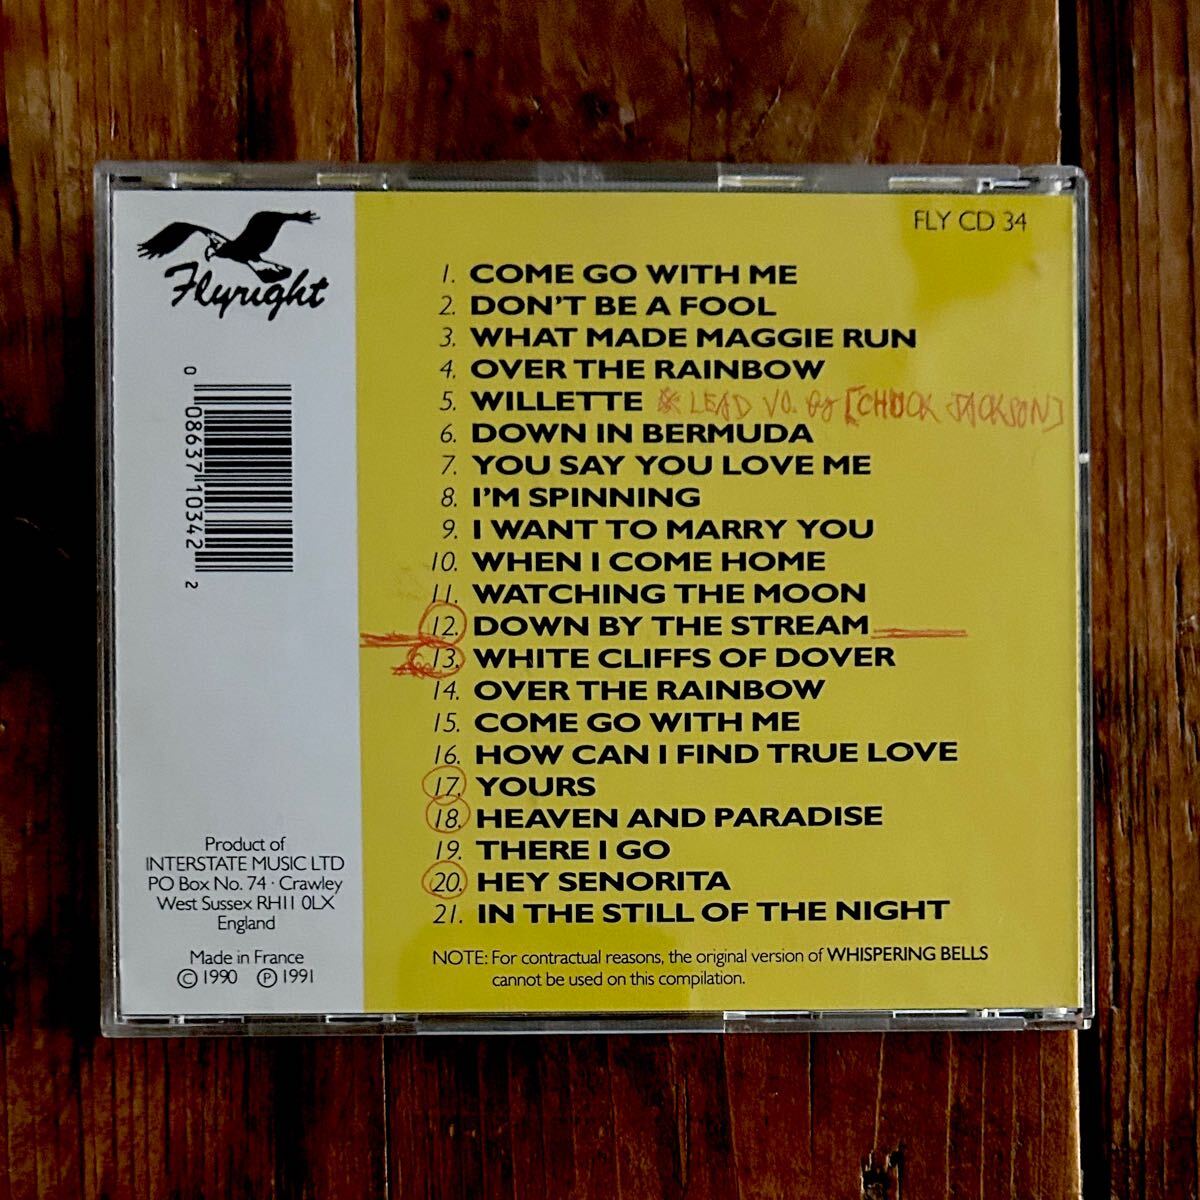 FLY CD 34
Flyright
0 08637 10342 2
1. COME GO WITH ME
2. DON'T BE A FOOL
3. WHAT MADE MAGGIE RUN
4. OVER THE RAINBOW
5. WILLETTE * LEAD VO. by [CHUCK JACKSON]
6. DOWN IN BERMUDA
7. YOU SAY YOU LOVE ME
8. I'M SPINNING
9. I WANT TO MARRY YOU
10. WHEN I COME HOME
11. WATCHING THE MOON
12. DOWN BY THE STREAM
13. WHITE CLIFFS OF DOVER
14. OVER THE RAINBOW
15. COME GO WITH ME
16. HOW CAN I FIND TRUE LOVE
17. YOURS
18. HEAVEN AND PARADISE
19. THERE I GO
20. HEY SENORITA
21. IN THE STILL OF THE NIGHT
NOTE: For contractual reasons, the original version of WHISPERING BELLS
cannot be used on this compilation.
Product of
INTERSTATE MUSIC LTD
PO Box No. 74 · Crawley
West Sussex RH11 0LX
England
Made in France
© 1990 ℗ 1991